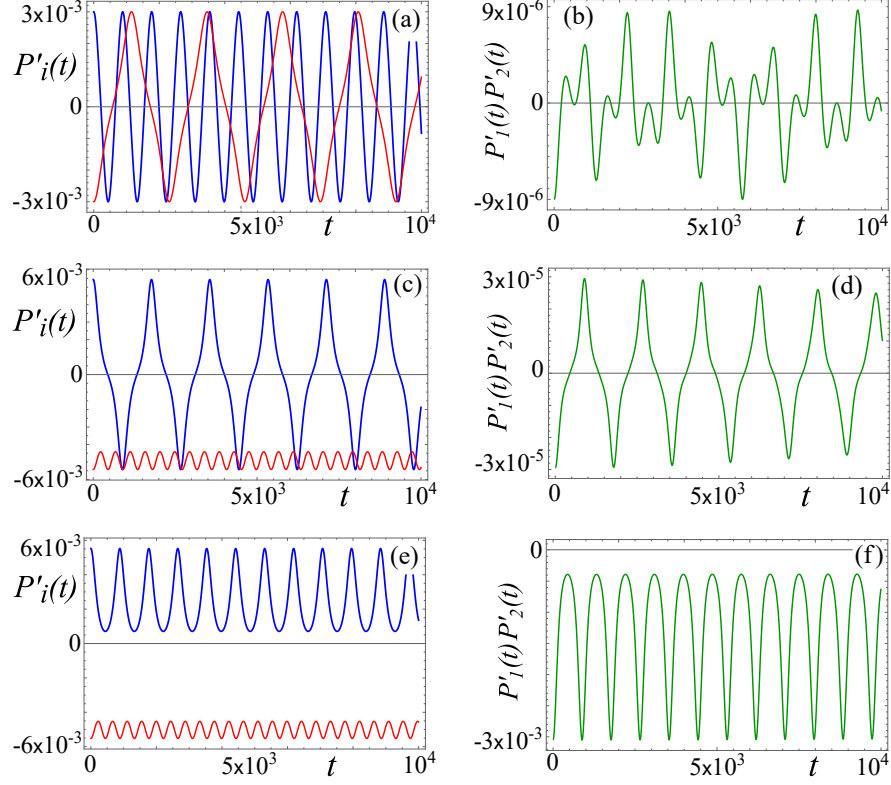 3x10⁻³
(a)
P'ᵢ(t)
0
-3x10⁻³
0
5x10³
t
10⁴
9x10⁻⁶
(b)
P'₁(t)P'₂(t)
0
-9x10⁻⁶
0
5x10³
t
10⁴
6x10⁻³
(c)
P'ᵢ(t)
0
-6x10⁻³
0
5x10³
t
10⁴
3x10⁻⁵
(d)
P'₁(t)P'₂(t)
0
-3x10⁻⁵
0
5x10³
t
10⁴
6x10⁻³
(e)
P'ᵢ(t)
0
-6x10⁻³
0
5x10³
t
10⁴
0
(f)
P'₁(t)P'₂(t)
-3x10⁻³
0
5x10³
t
10⁴